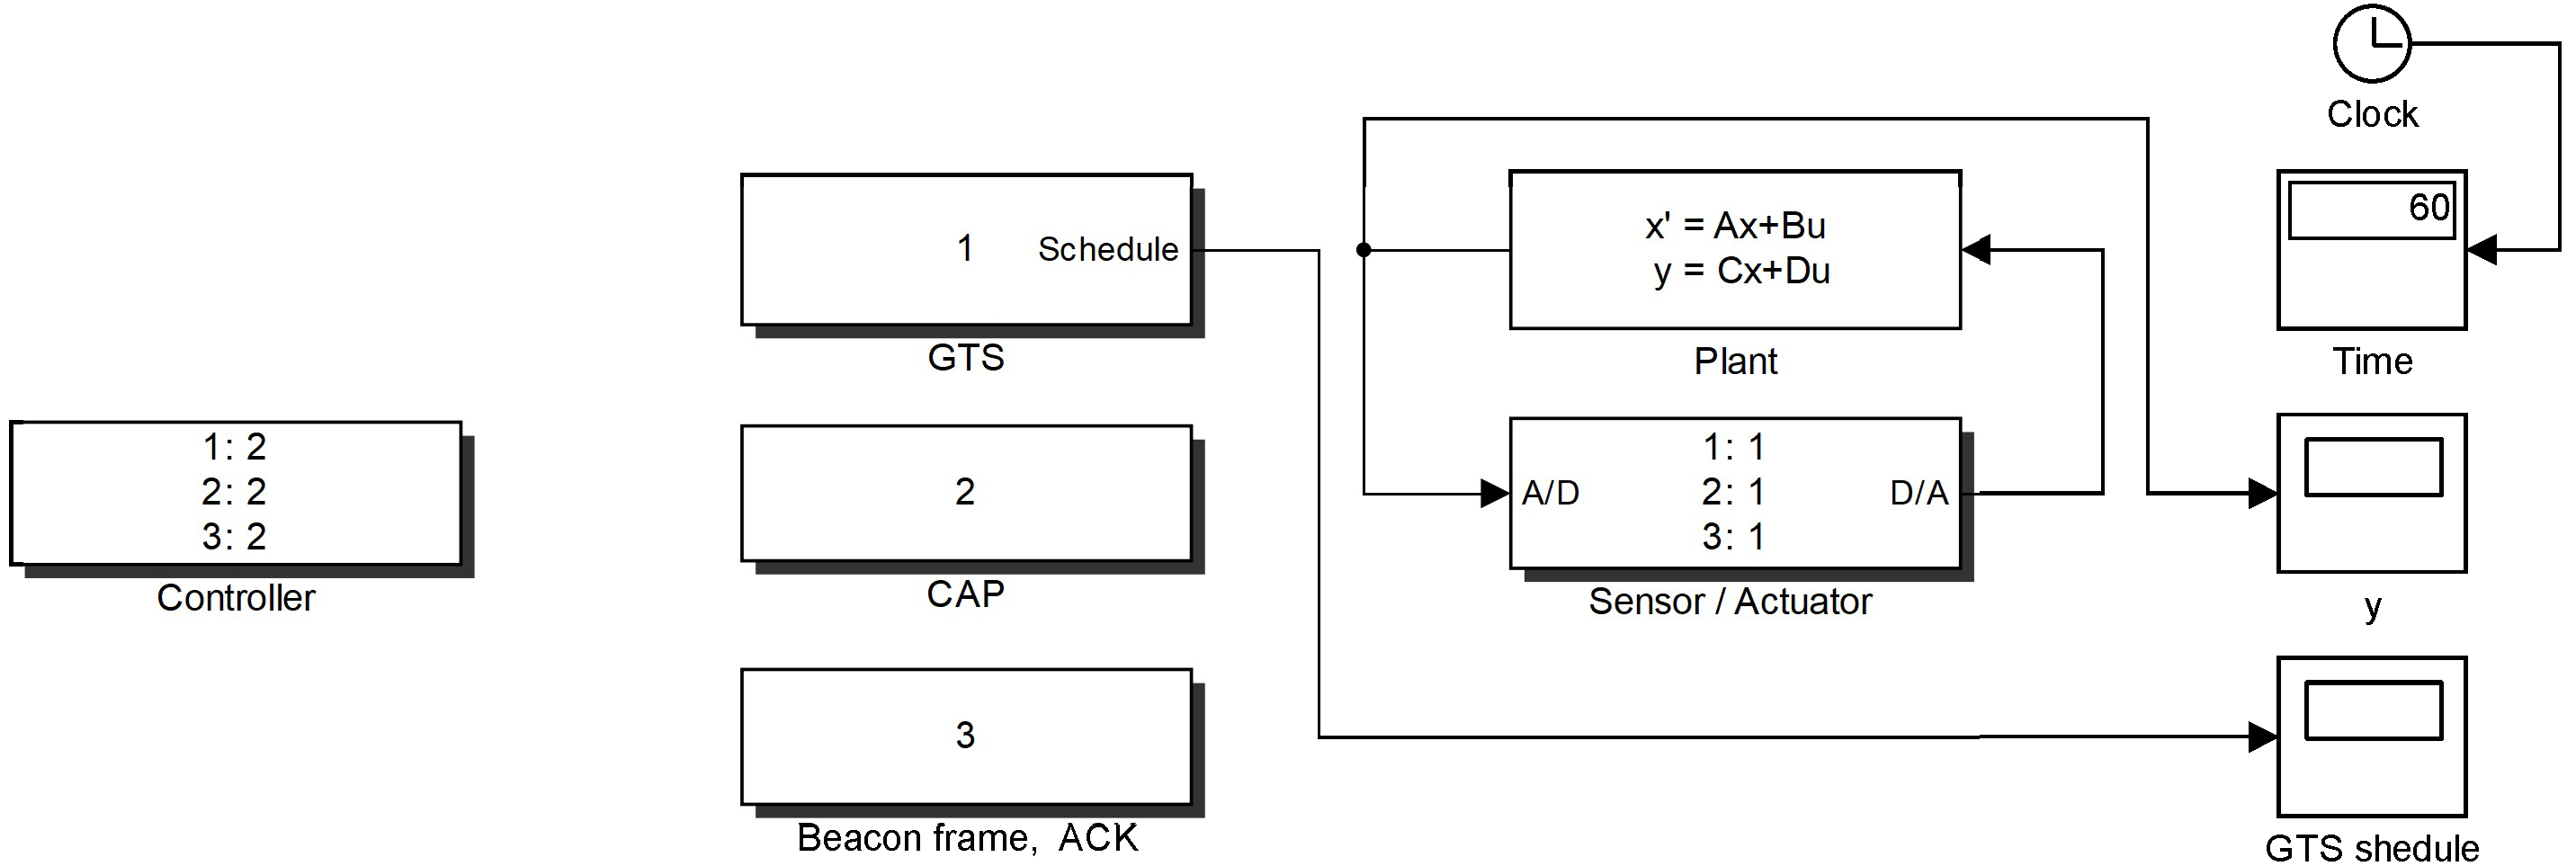 Clock
1 Schedule
GTS
x' = Ax+Bu
y = Cx+Du
Plant
60
Time
1: 2
2: 2
3: 2
Controller
2
CAP
A/D
1: 1
2: 1
3: 1
D/A
Sensor / Actuator
y
3
Beacon frame, ACK
GTS shedule